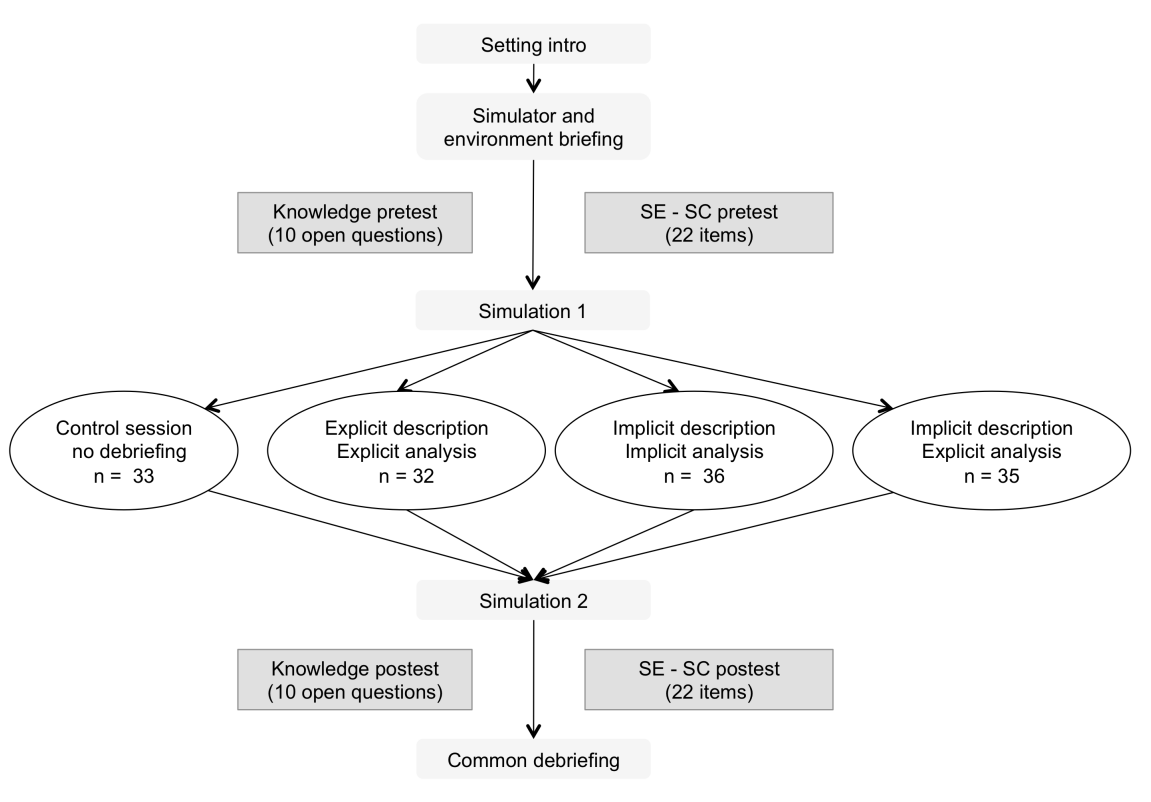 Setting intro
Simulator and
environment briefing
Knowledge pretest
(10 open questions)
SE - SC pretest
(22 items)
Simulation 1
Control session
no debriefing
n = 33
Explicit description
Explicit analysis
n = 32
Implicit description
Implicit analysis
n = 36
Implicit description
Explicit analysis
n = 35
Simulation 2
Knowledge postest
(10 open questions)
SE - SC postest
(22 items)
Common debriefing